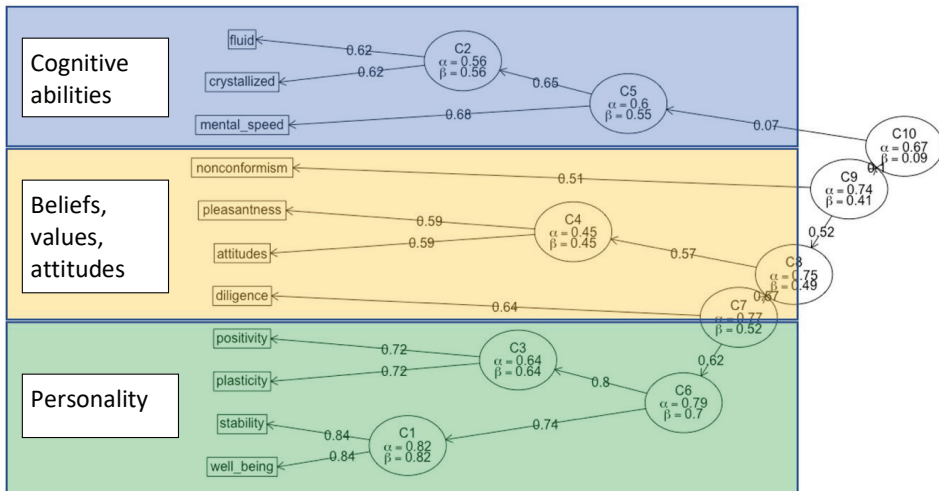 Cognitive
abilities
fluid
crystallized
mental_speed
0.62
0.62
C2
α = 0.56
β = 0.56
0.65
0.68
C5
α = 0.6
β = 0.55
0.07
C10
α = 0.67
β = 0.09
Beliefs,
values,
attitudes
nonconformism
pleasantness
attitudes
diligence
0.51
C9
α = 0.74
β = 0.41
0.52
0.59
0.59
C4
α = 0.45
β = 0.45
0.57
C8
α = 0.75
β = 0.49
0.64
0.67
C7
α = 0.77
β = 0.52
Personality
positivity
plasticity
stability
well_being
0.72
0.72
C3
α = 0.64
β = 0.64
0.8
0.62
C6
α = 0.79
β = 0.7
0.74
0.84
0.84
C1
α = 0.82
β = 0.82